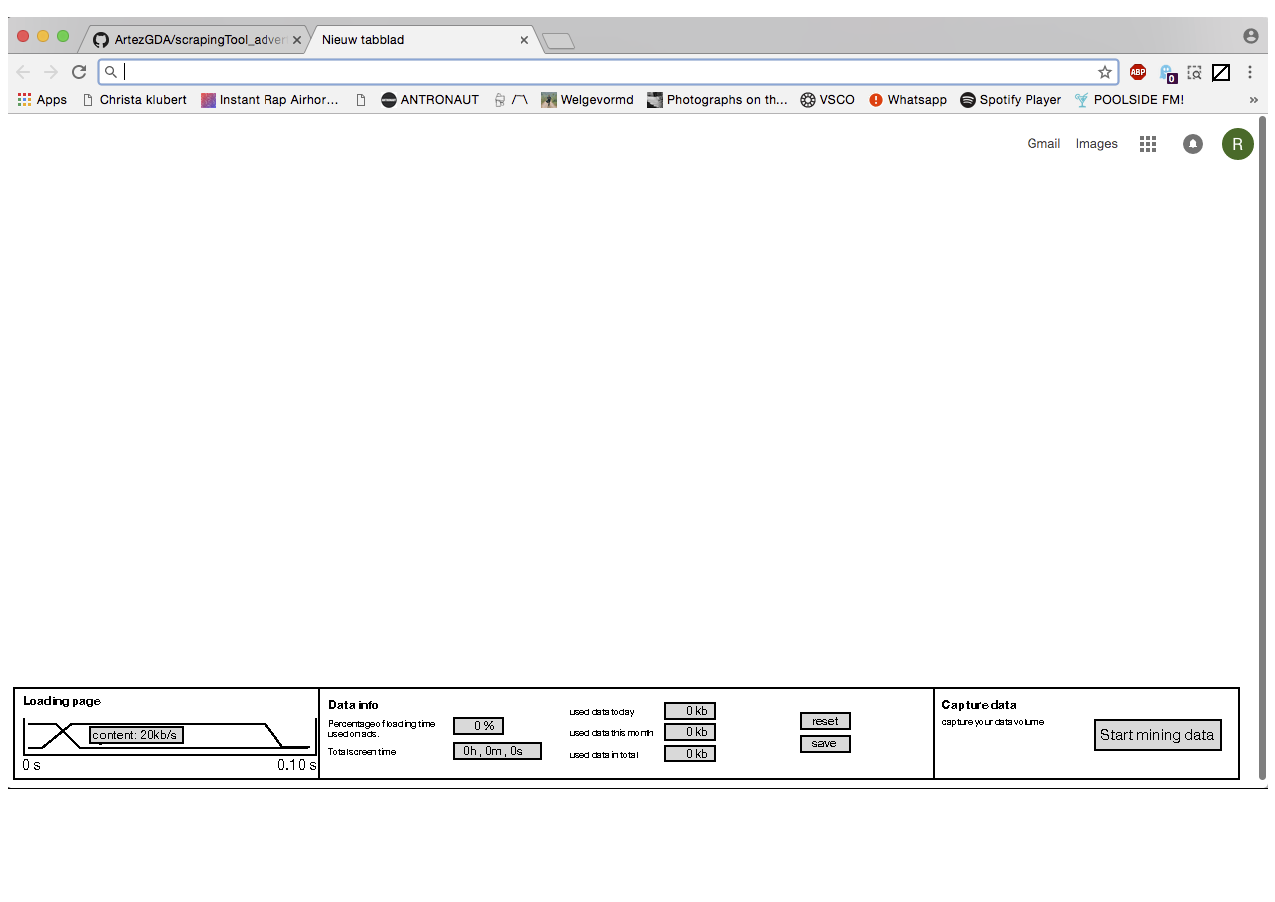 ArtezGDA/scrapingTool_adver
Nieuw tabblad
ABP
0
Apps
Christa klubert
Instant Rap Airhor...
ANTRONAUT
Welgevormd
Photographs on th...
VSCO
Whatsapp
Spotify Player
POOLSIDE FM!
Gmail
Images
R
Loading page
content: 20kb/s
0 s
0.10 s
Data info
Percentage of loading time
used on ads.
0 %
Total screen time
0h , 0m , 0s
used data today
0 kb
used data this month
0 kb
used data in total
0 kb
reset
save
Capture data
capture your data volume
Start mining data